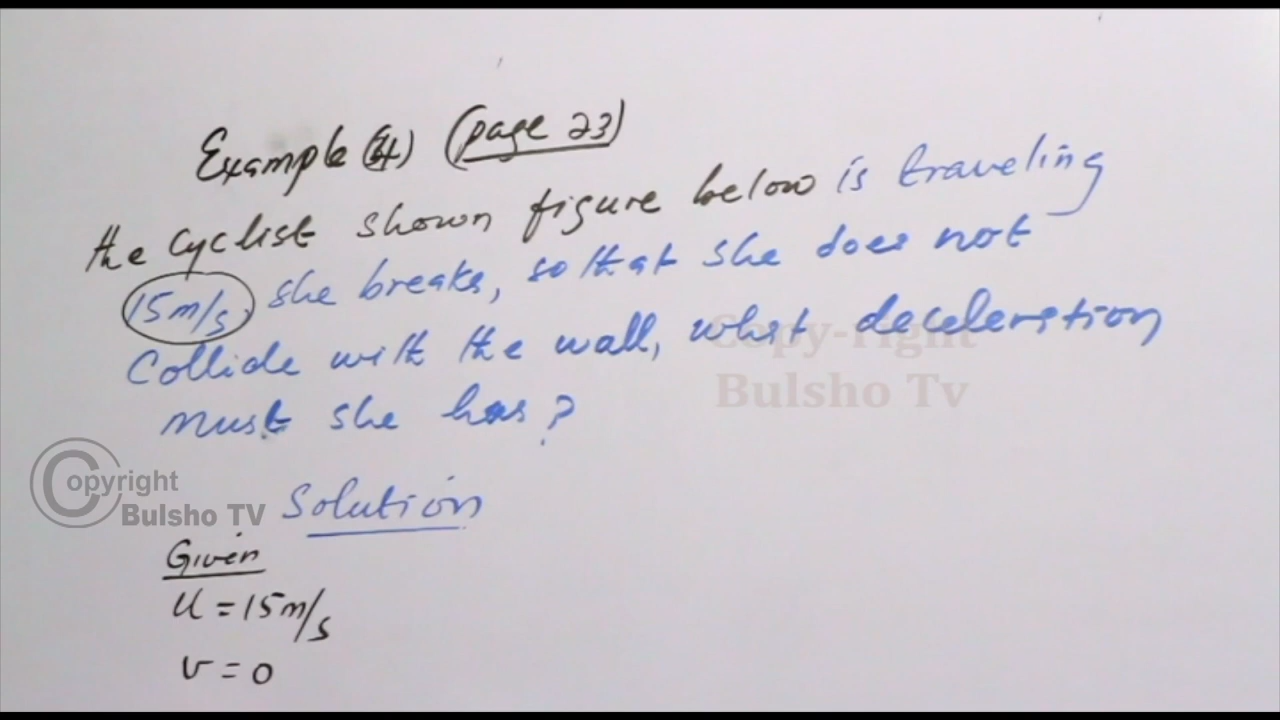 Example (4) (page 23)
the cyclist shown figure below is traveling
15m/s. she breaks, so that she does not
Collide with the wall, what deceleration
must she has?
Copy-right
Bulsho Tv
Copyright
Bulsho TV
Solution
Given
U = 15m/s
v = 0